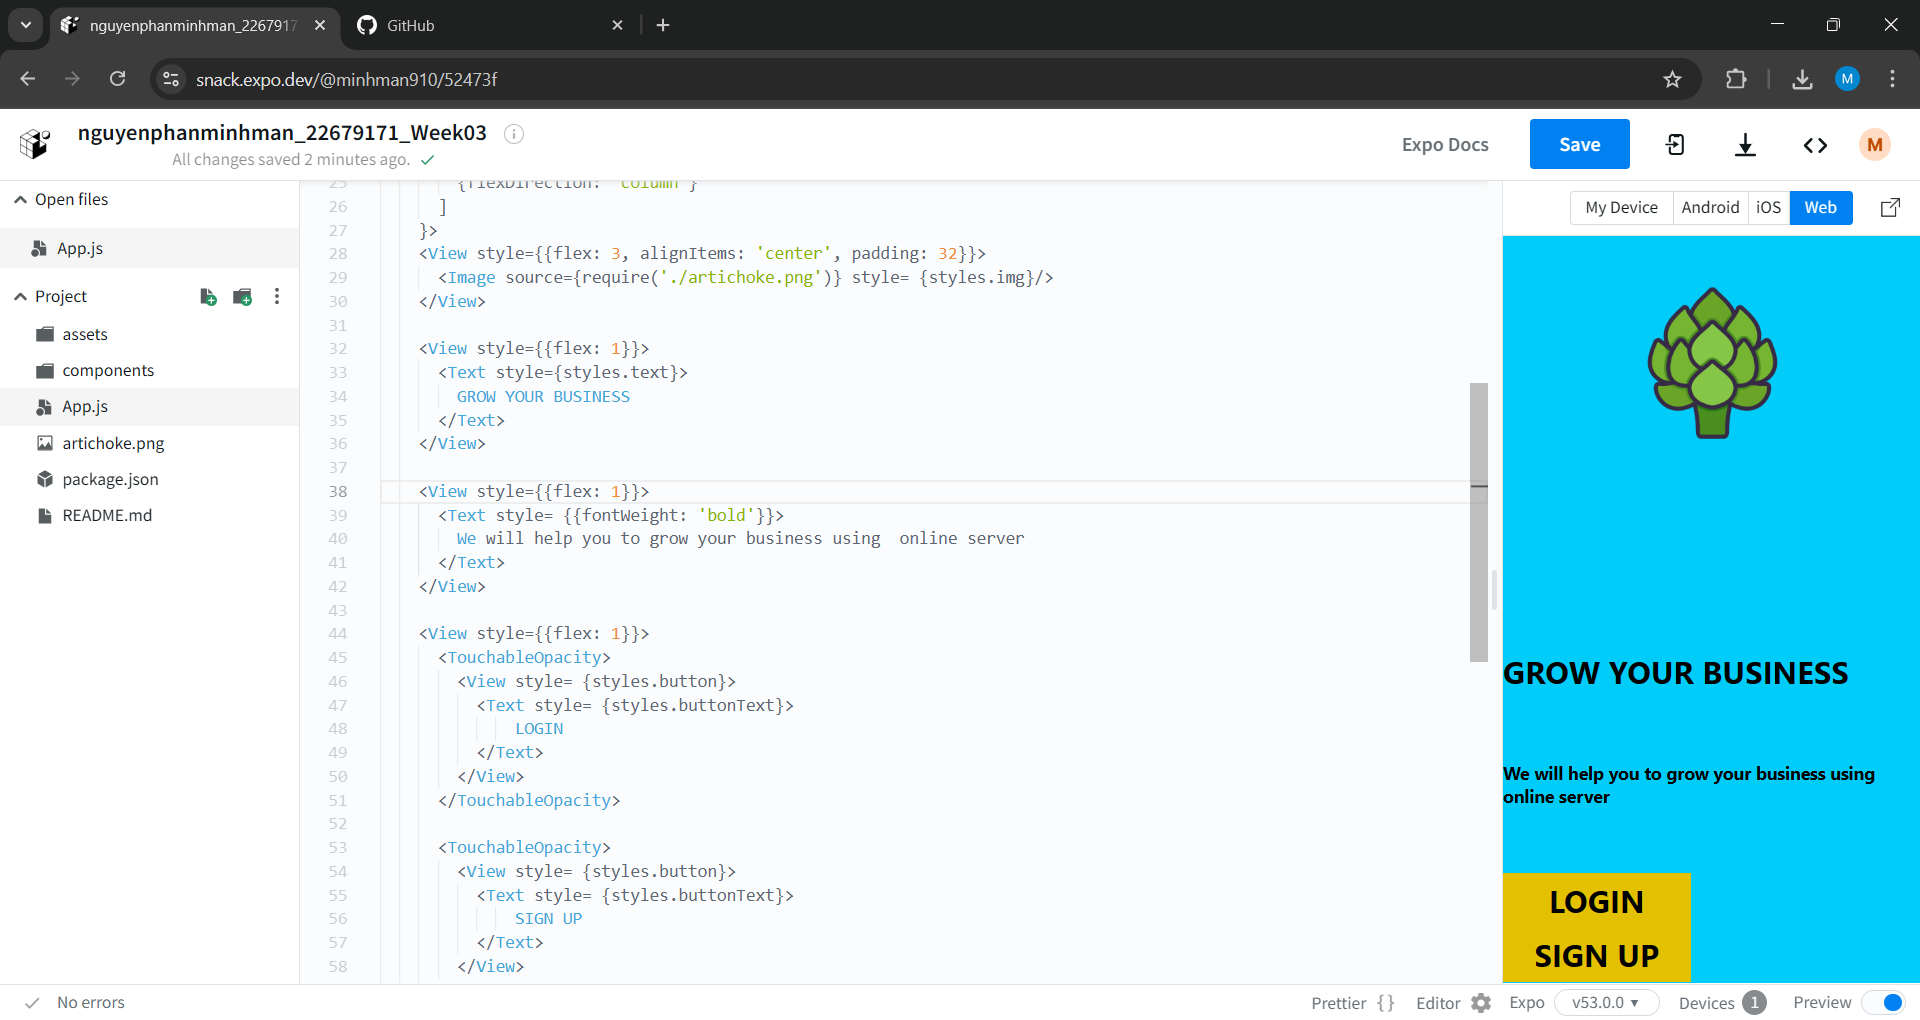 nguyenphanminhman_2267917
GitHub
snack.expo.dev/@minhman910/52473f
M
nguyenphanminhman_22679171_Week03
All changes saved 2 minutes ago.
Expo Docs
Save
M
Open files
App.js
Project
assets
components
App.js
artichoke.png
package.json
README.md
25 {flexDirection: 'column'}
26 ]
27 }>
28 <View style={{flex: 3, alignItems: 'center', padding: 32}}>
29 <Image source={require('./artichoke.png')} style= {styles.img}/>
30 </View>
31
32 <View style={{flex: 1}}>
33 <Text style={styles.text}>
34 GROW YOUR BUSINESS
35 </Text>
36 </View>
37
38 <View style={{flex: 1}}>
39 <Text style= {{fontWeight: 'bold'}}>
40 We will help you to grow your business using  online server
41 </Text>
42 </View>
43
44 <View style={{flex: 1}}>
45 <TouchableOpacity>
46 <View style= {styles.button}>
47 <Text style= {styles.buttonText}>
48 LOGIN
49 </Text>
50 </View>
51 </TouchableOpacity>
52
53 <TouchableOpacity>
54 <View style= {styles.button}>
55 <Text style= {styles.buttonText}>
56 SIGN UP
57 </Text>
58 </View>
My Device
Android
iOS
Web
GROW YOUR BUSINESS
We will help you to grow your business using
online server
LOGIN
SIGN UP
No errors
Prettier { }
Editor
Expo
v53.0.0
Devices 1
Preview